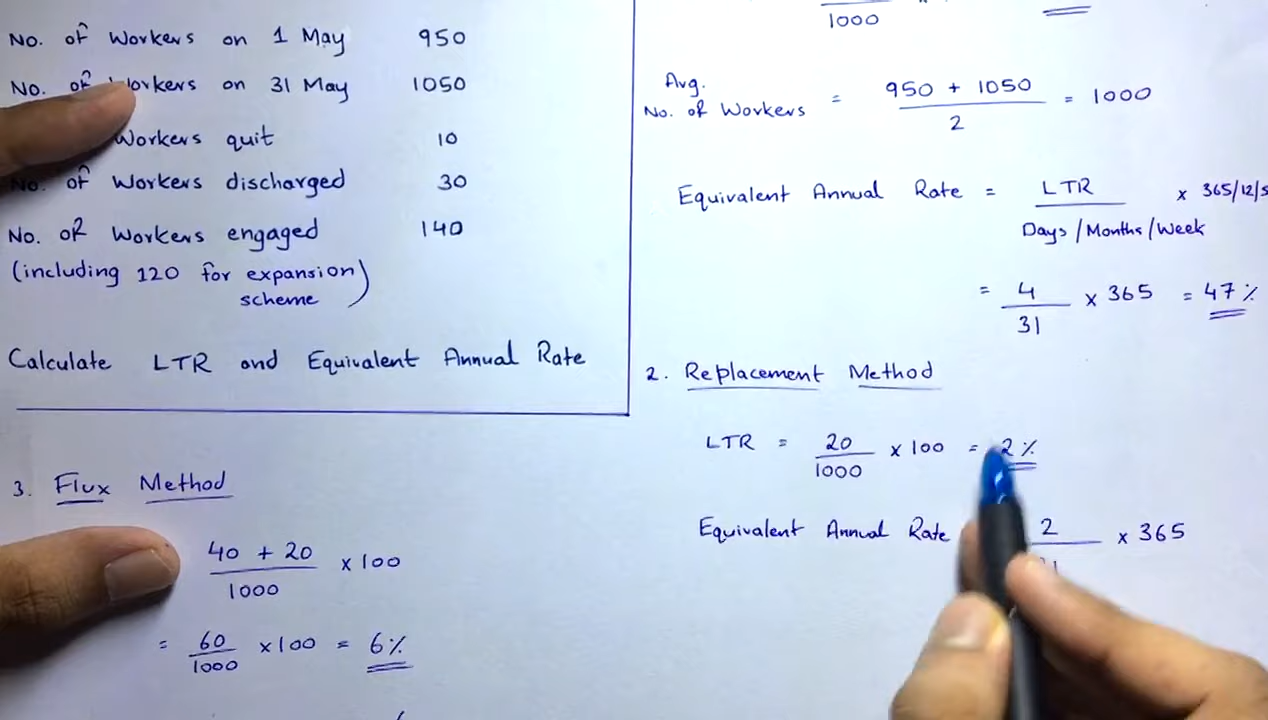 No. of Workers on 1 May 950
No. of Workers on 31 May 1050
Workers quit 10
No. of Workers discharged 30
No. of Workers engaged 140
(including 120 for expansion scheme)
Calculate LTR and Equivalent Annual Rate
3. Flux Method
40 + 20 / 1000 x 100
= 60 / 1000 x 100 = 6%
1000
Avg. No. of Workers = 950 + 1050 / 2 = 1000
Equivalent Annual Rate = LTR / Days/Months/Week x 365/12/5
= 4 / 31 x 365 = 47%
2. Replacement Method
LTR = 20 / 1000 x 100 = 2%
Equivalent Annual Rate 2 x 365